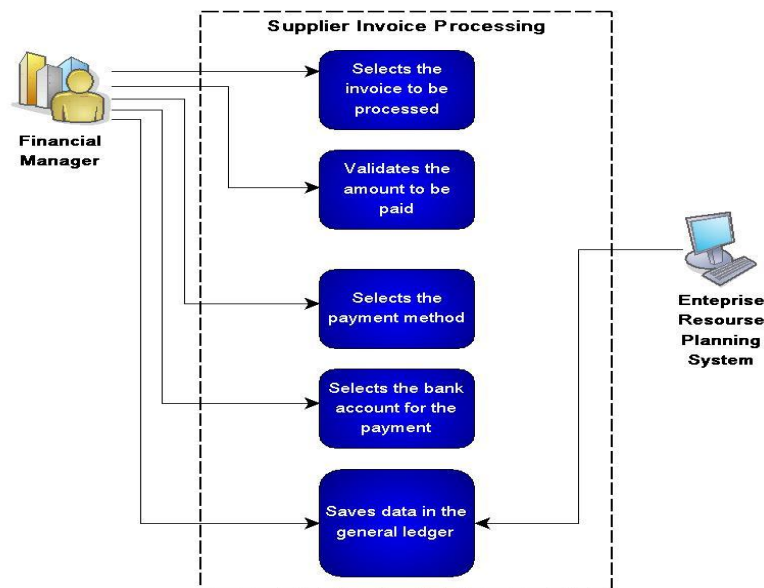 Supplier Invoice Processing
Selects the
invoice to be
processed
Financial
Manager
Validates the
amount to be
paid
Selects the
payment method
Enteprise
Resourse
Planning
System
Selects the bank
account for the
payment
Saves data in the
general ledger